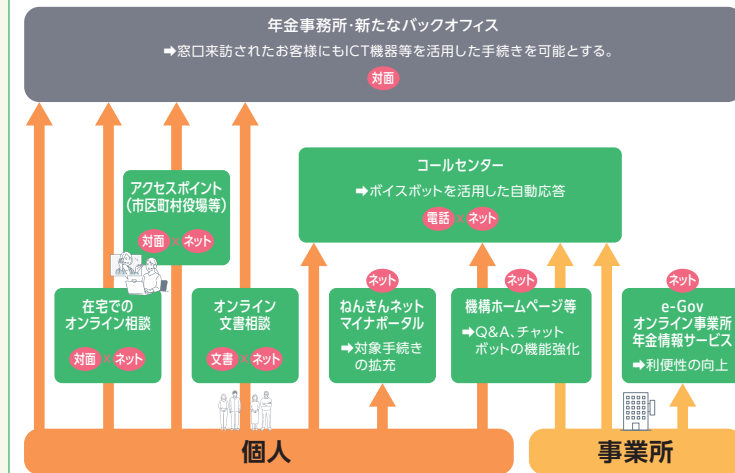 年金事務所・新たなバックオフィス
➡窓口来訪されたお客様にもICT機器等を活用した手続きを可能とする。
対面
コールセンター
➡ボイスボットを活用した自動応答
電話×ネット
アクセスポイント
(市区町村役場等)
対面×ネット
在宅での
オンライン相談
対面×ネット
オンライン
文書相談
文書×ネット
ネット
ねんきんネット
マイナポータル
➡対象手続き
の拡充
ネット
機構ホームページ等
➡Q&A、チャット
ボットの機能強化
ネット
e-Gov
オンライン事業所
年金情報サービス
➡利便性の向上
個人
事業所